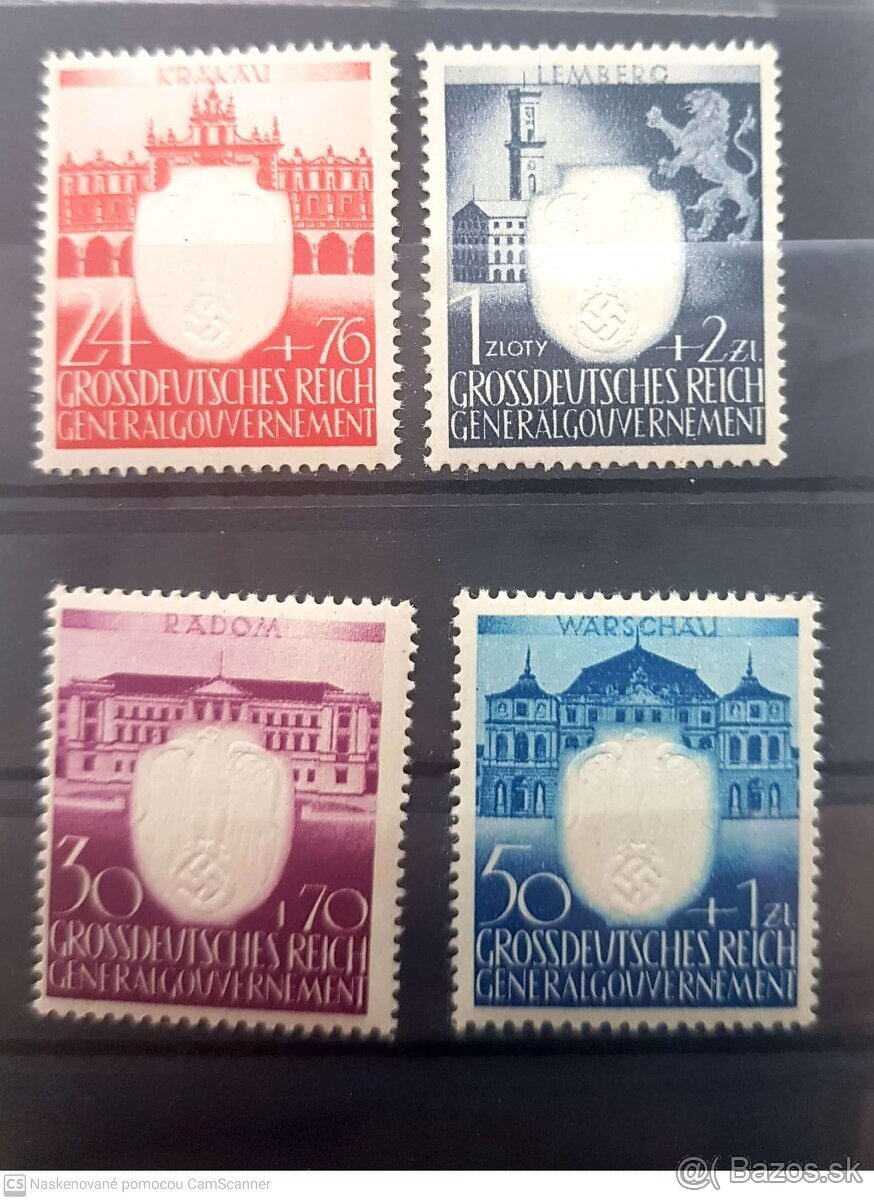 KRAKAU
24 +76
GROSSDEUTSCHES REICH
GENERALGOUVERNEMENT
LEMBERG
1 ZLOTY +2 Zl.
GROSSDEUTSCHES REICH
GENERALGOUVERNEMENT
RADOM
30 +70
GROSSDEUTSCHES REICH
GENERALGOUVERNEMENT
WARSCHAU
50 +1 Zl.
GROSSDEUTSCHES REICH
GENERALGOUVERNEMENT
CS Naskenované pomocou CamScanner
@ Bazos.sk